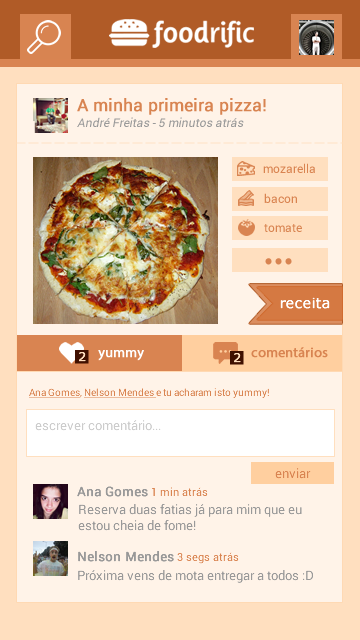 foodrific
A minha primeira pizza!
André Freitas - 5 minutos atrás
mozarella
bacon
tomate
receita
2 yummy
2 comentários
Ana Gomes, Nelson Mendes e tu acharam isto yummy!
escrever comentário...
enviar
Ana Gomes 1 min atrás
Reserva duas fatias já para mim que eu
estou cheia de fome!
Nelson Mendes 3 segs atrás
Próxima vens de mota entregar a todos :D